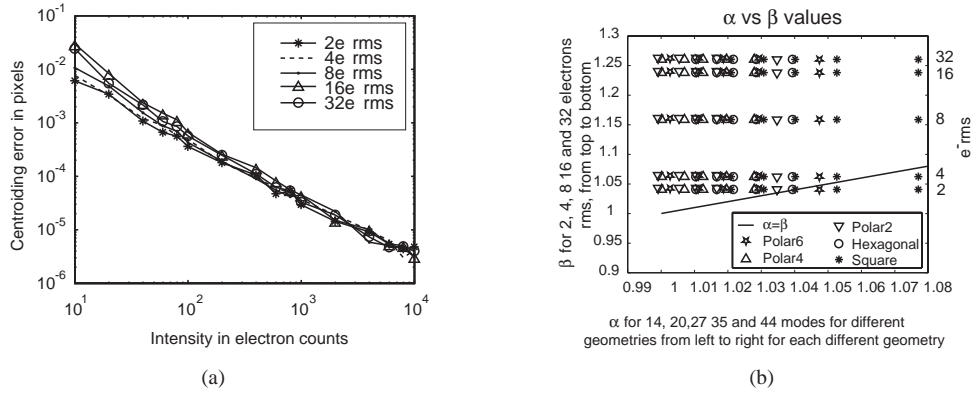 10^-1
10^-2
10^-3
10^-4
10^-5
10^-6
10^1
10^2
10^3
10^4
Centroiding error in pixels
Intensity in electron counts
2e rms
4e rms
8e rms
16e rms
32e rms
(a)
α vs β values
β for 2, 4, 8 16 and 32 electrons
rms, from top to bottom
1.3
1.25
1.2
1.15
1.1
1.05
1
0.95
0.9
0.99
1
1.01
1.02
1.03
1.04
1.05
1.06
1.07
1.08
32
16
8
4
2
e⁻rms
α=β
Polar6
Polar4
Polar2
Hexagonal
Square
α for 14, 20,27 35 and 44 modes for different
geometries from left to right for each different geometry
(b)